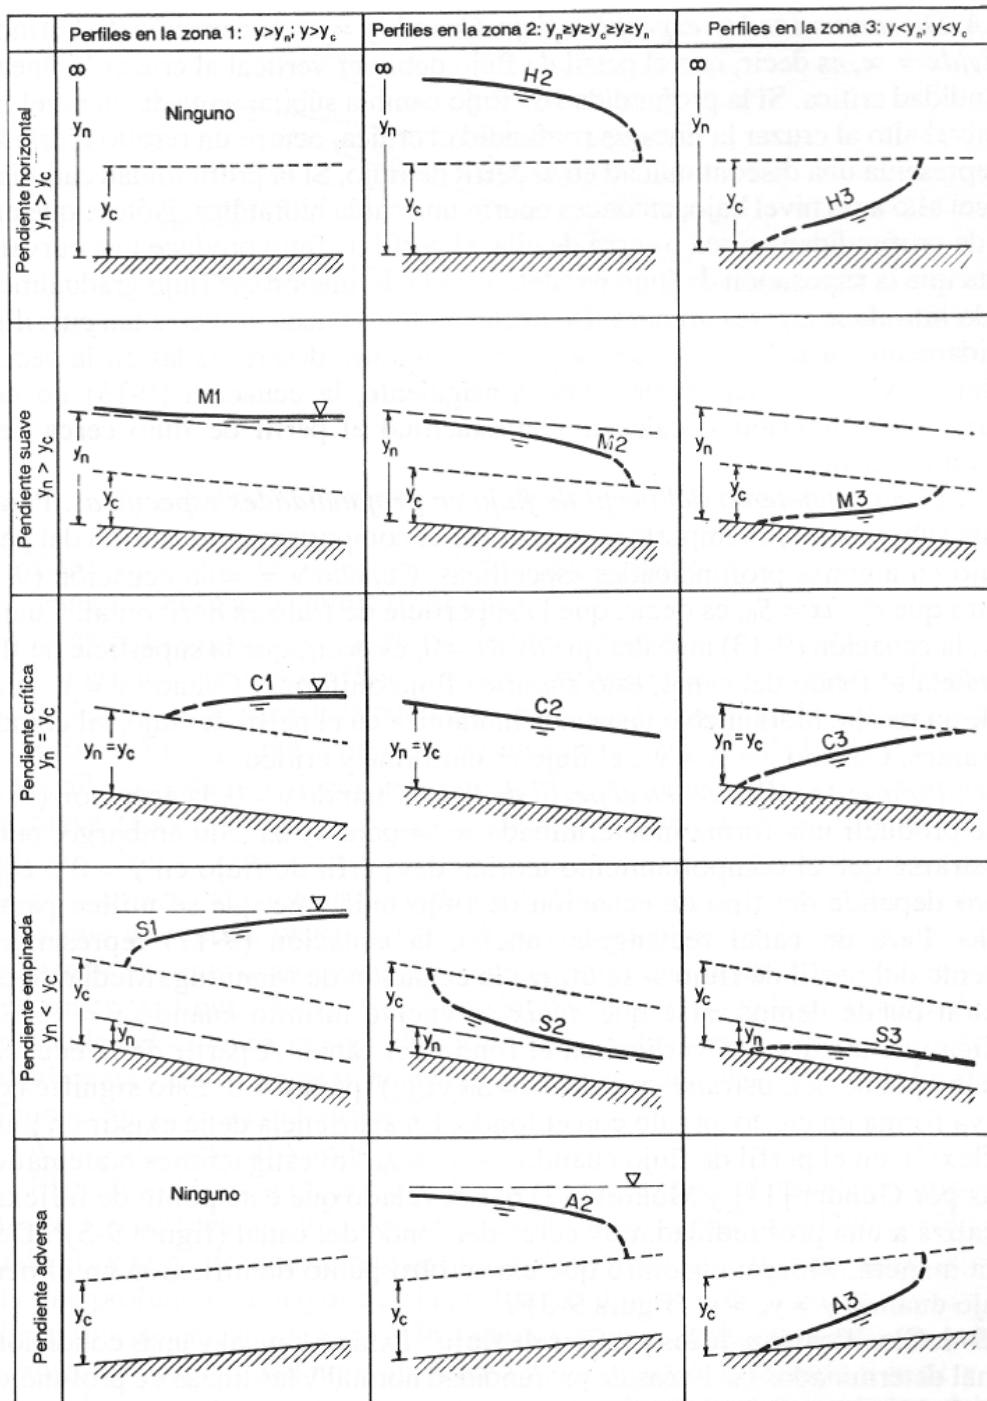 Perfiles en la zona 1: y>yn; y>yc
Perfiles en la zona 2: yn≥y≥yc≥y≥yn
Perfiles en la zona 3: y<yn; y<yc
Pendiente horizontal
yn > yc
∞
yn
yc
Ninguno
∞
yn
yc
H2
∞
yn
yc
H3
Pendiente suave
yn > yc
yn
yc
M1
yn
yc
M2
yn
yc
M3
Pendiente crítica
yn = yc
yn=yc
C1
yn=yc
C2
yn=yc
C3
Pendiente empinada
yn < yc
yc
yn
S1
yc
yn
S2
yc
yn
S3
Pendiente adversa
Ninguno
yc
A2
yc
A3
yc